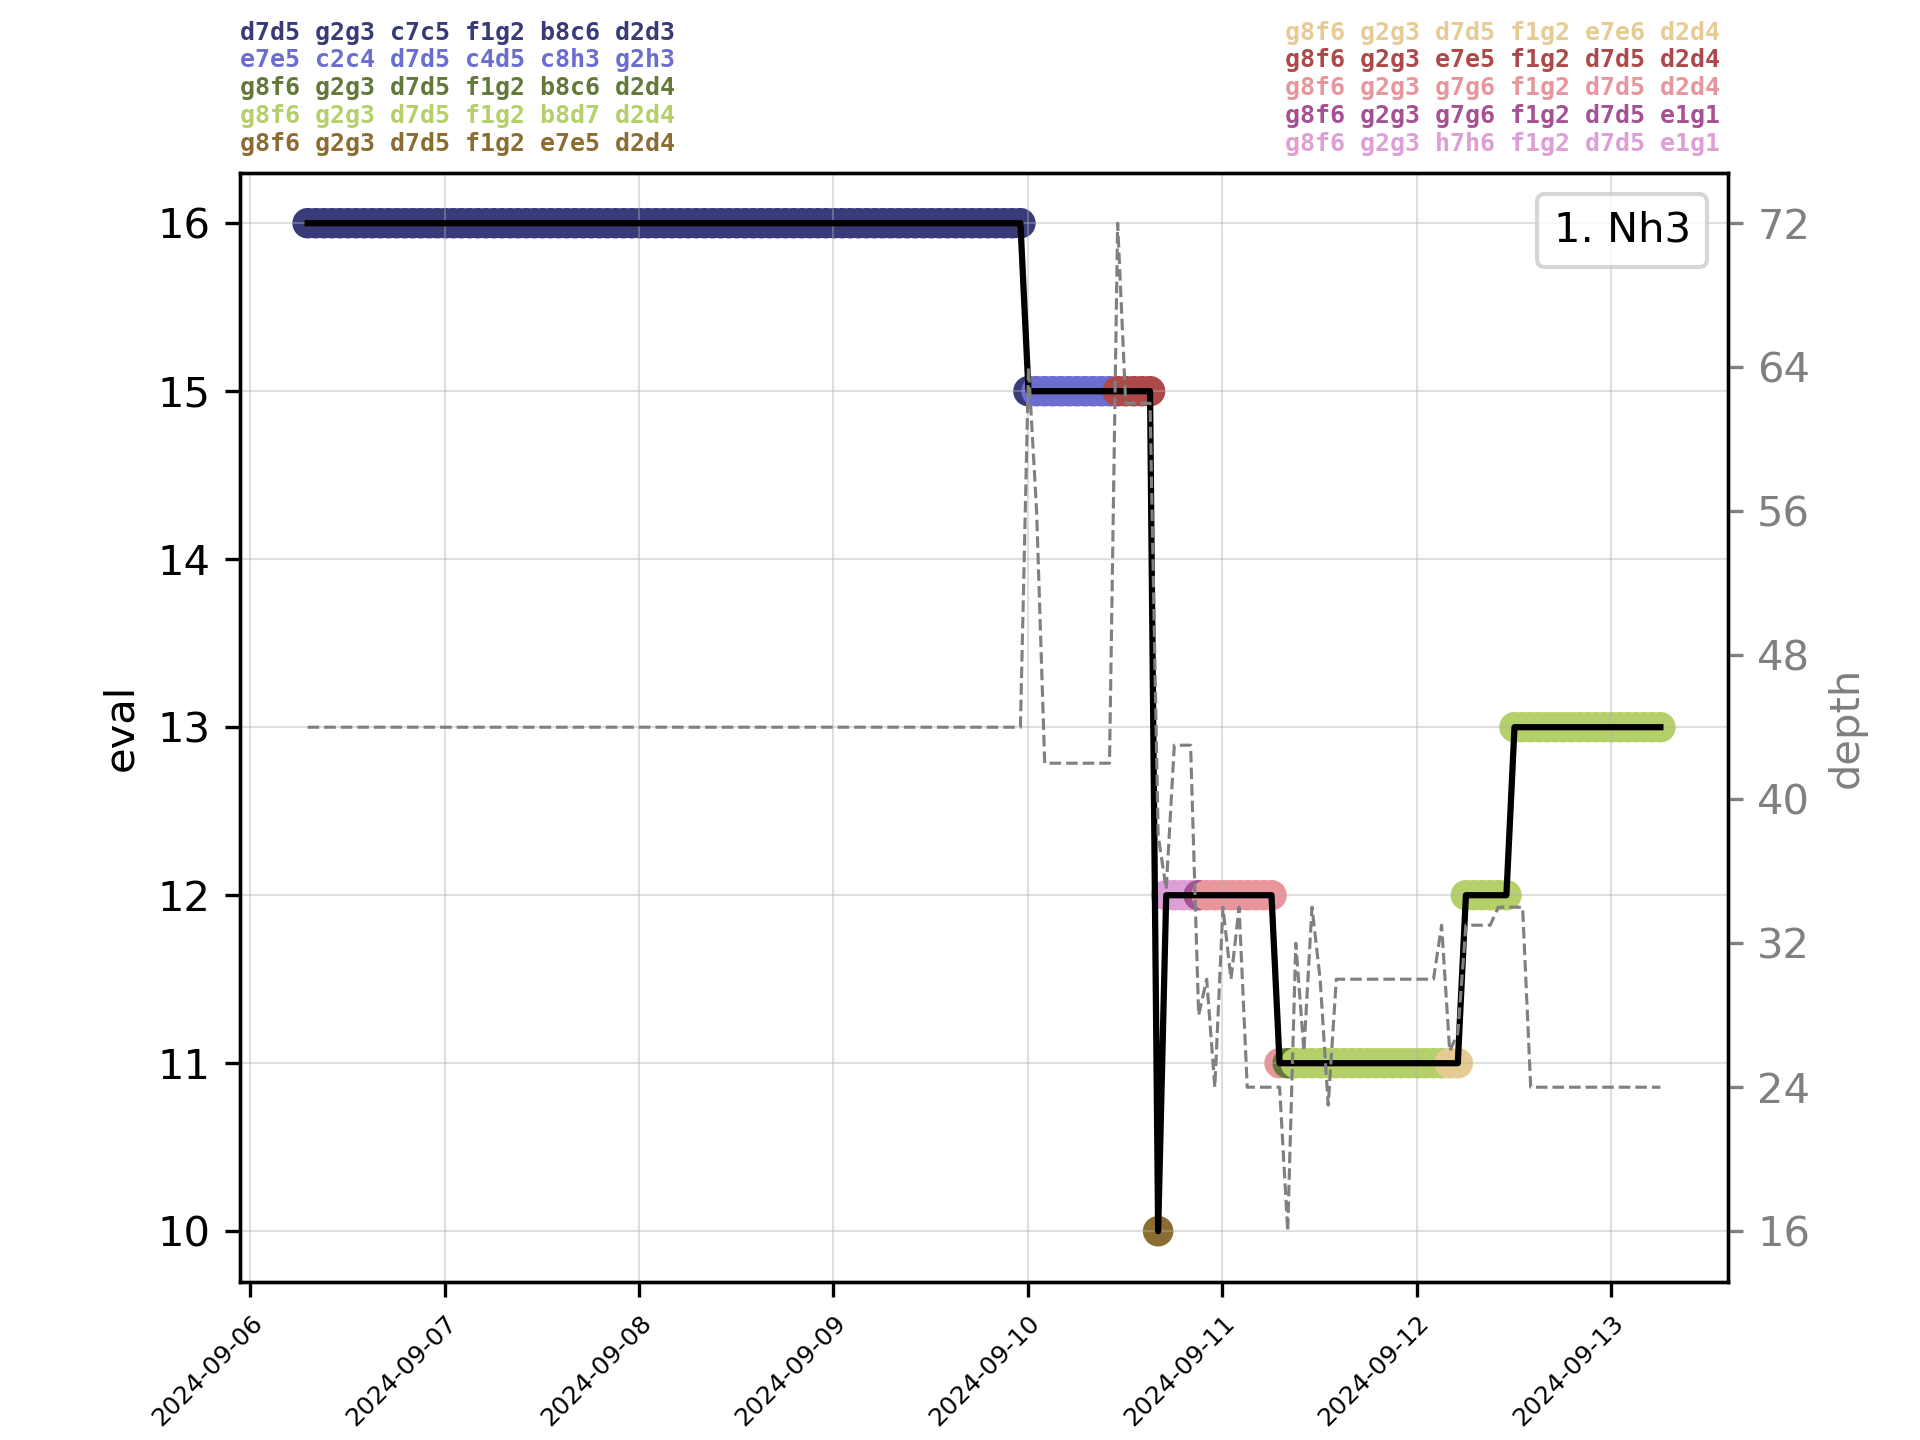 d7d5 g2g3 c7c5 f1g2 b8c6 d2d3
e7e5 c2c4 d7d5 c4d5 c8h3 g2h3
g8f6 g2g3 d7d5 f1g2 b8c6 d2d4
g8f6 g2g3 d7d5 f1g2 b8d7 d2d4
g8f6 g2g3 d7d5 f1g2 e7e5 d2d4
g8f6 g2g3 d7d5 f1g2 e7e6 d2d4
g8f6 g2g3 e7e5 f1g2 d7d5 d2d4
g8f6 g2g3 g7g6 f1g2 d7d5 d2d4
g8f6 g2g3 g7g6 f1g2 d7d5 e1g1
g8f6 g2g3 h7h6 f1g2 d7d5 e1g1
1. Nh3
eval
16
15
14
13
12
11
10
72
64
56
48
40
32
24
16
depth
2024-09-06
2024-09-07
2024-09-08
2024-09-09
2024-09-10
2024-09-11
2024-09-12
2024-09-13